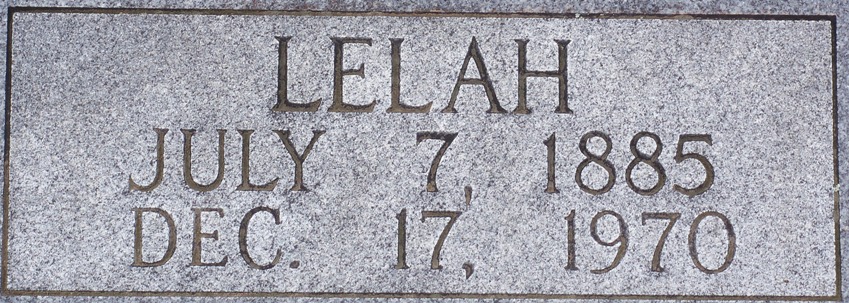 LELAH
JULY 7, 1885
DEC. 17, 1970